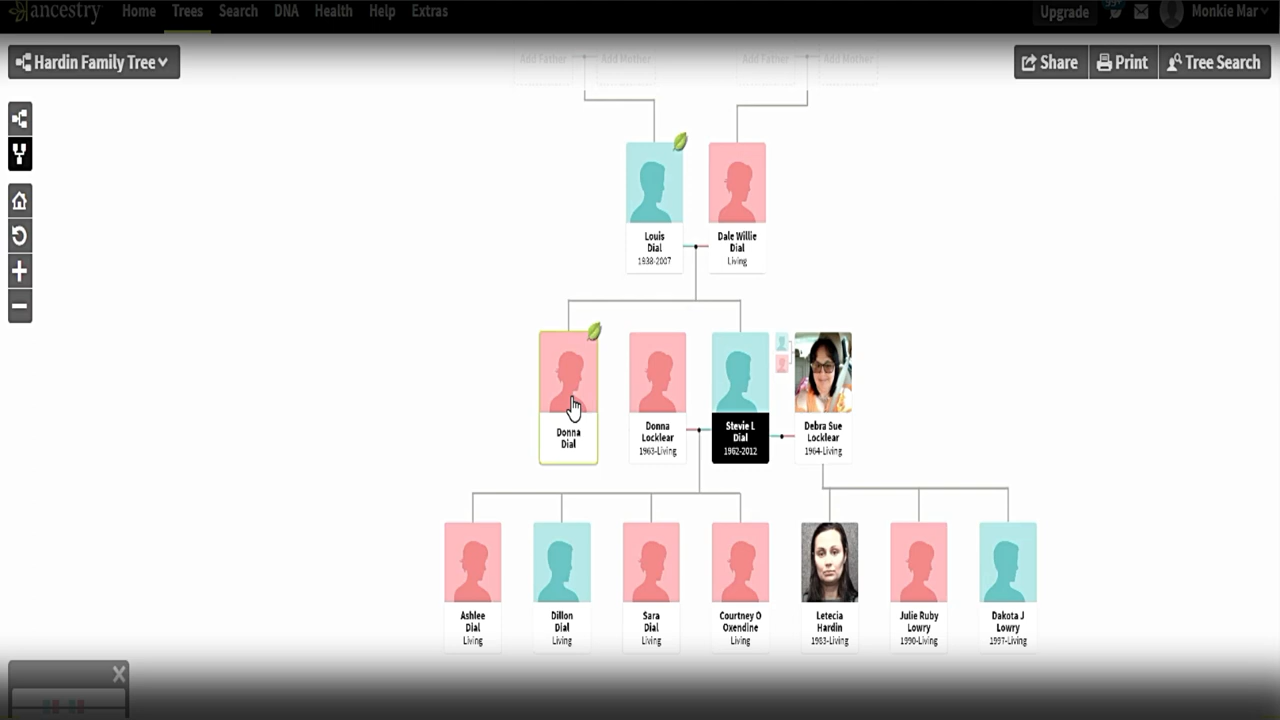 ancestry Home Trees Search DNA Health Help Extras Upgrade 99+ Monkie Mar
Hardin Family Tree Share Print Tree Search
Add Father Add Mother Add Father Add Mother
Louis
Dial
1938-2007
Dale Willie
Dial
Living
Donna
Dial
Donna
Locklear
1963-Living
Stevie L
Dial
1962-2012
Debra Sue
Locklear
1964-Living
Ashlee
Dial
Living
Dillon
Dial
Living
Sara
Dial
Living
Courtney O
Oxendine
Living
Letecia
Hardin
1983-Living
Julie Ruby
Lowry
1990-Living
Dakota J
Lowry
1997-Living